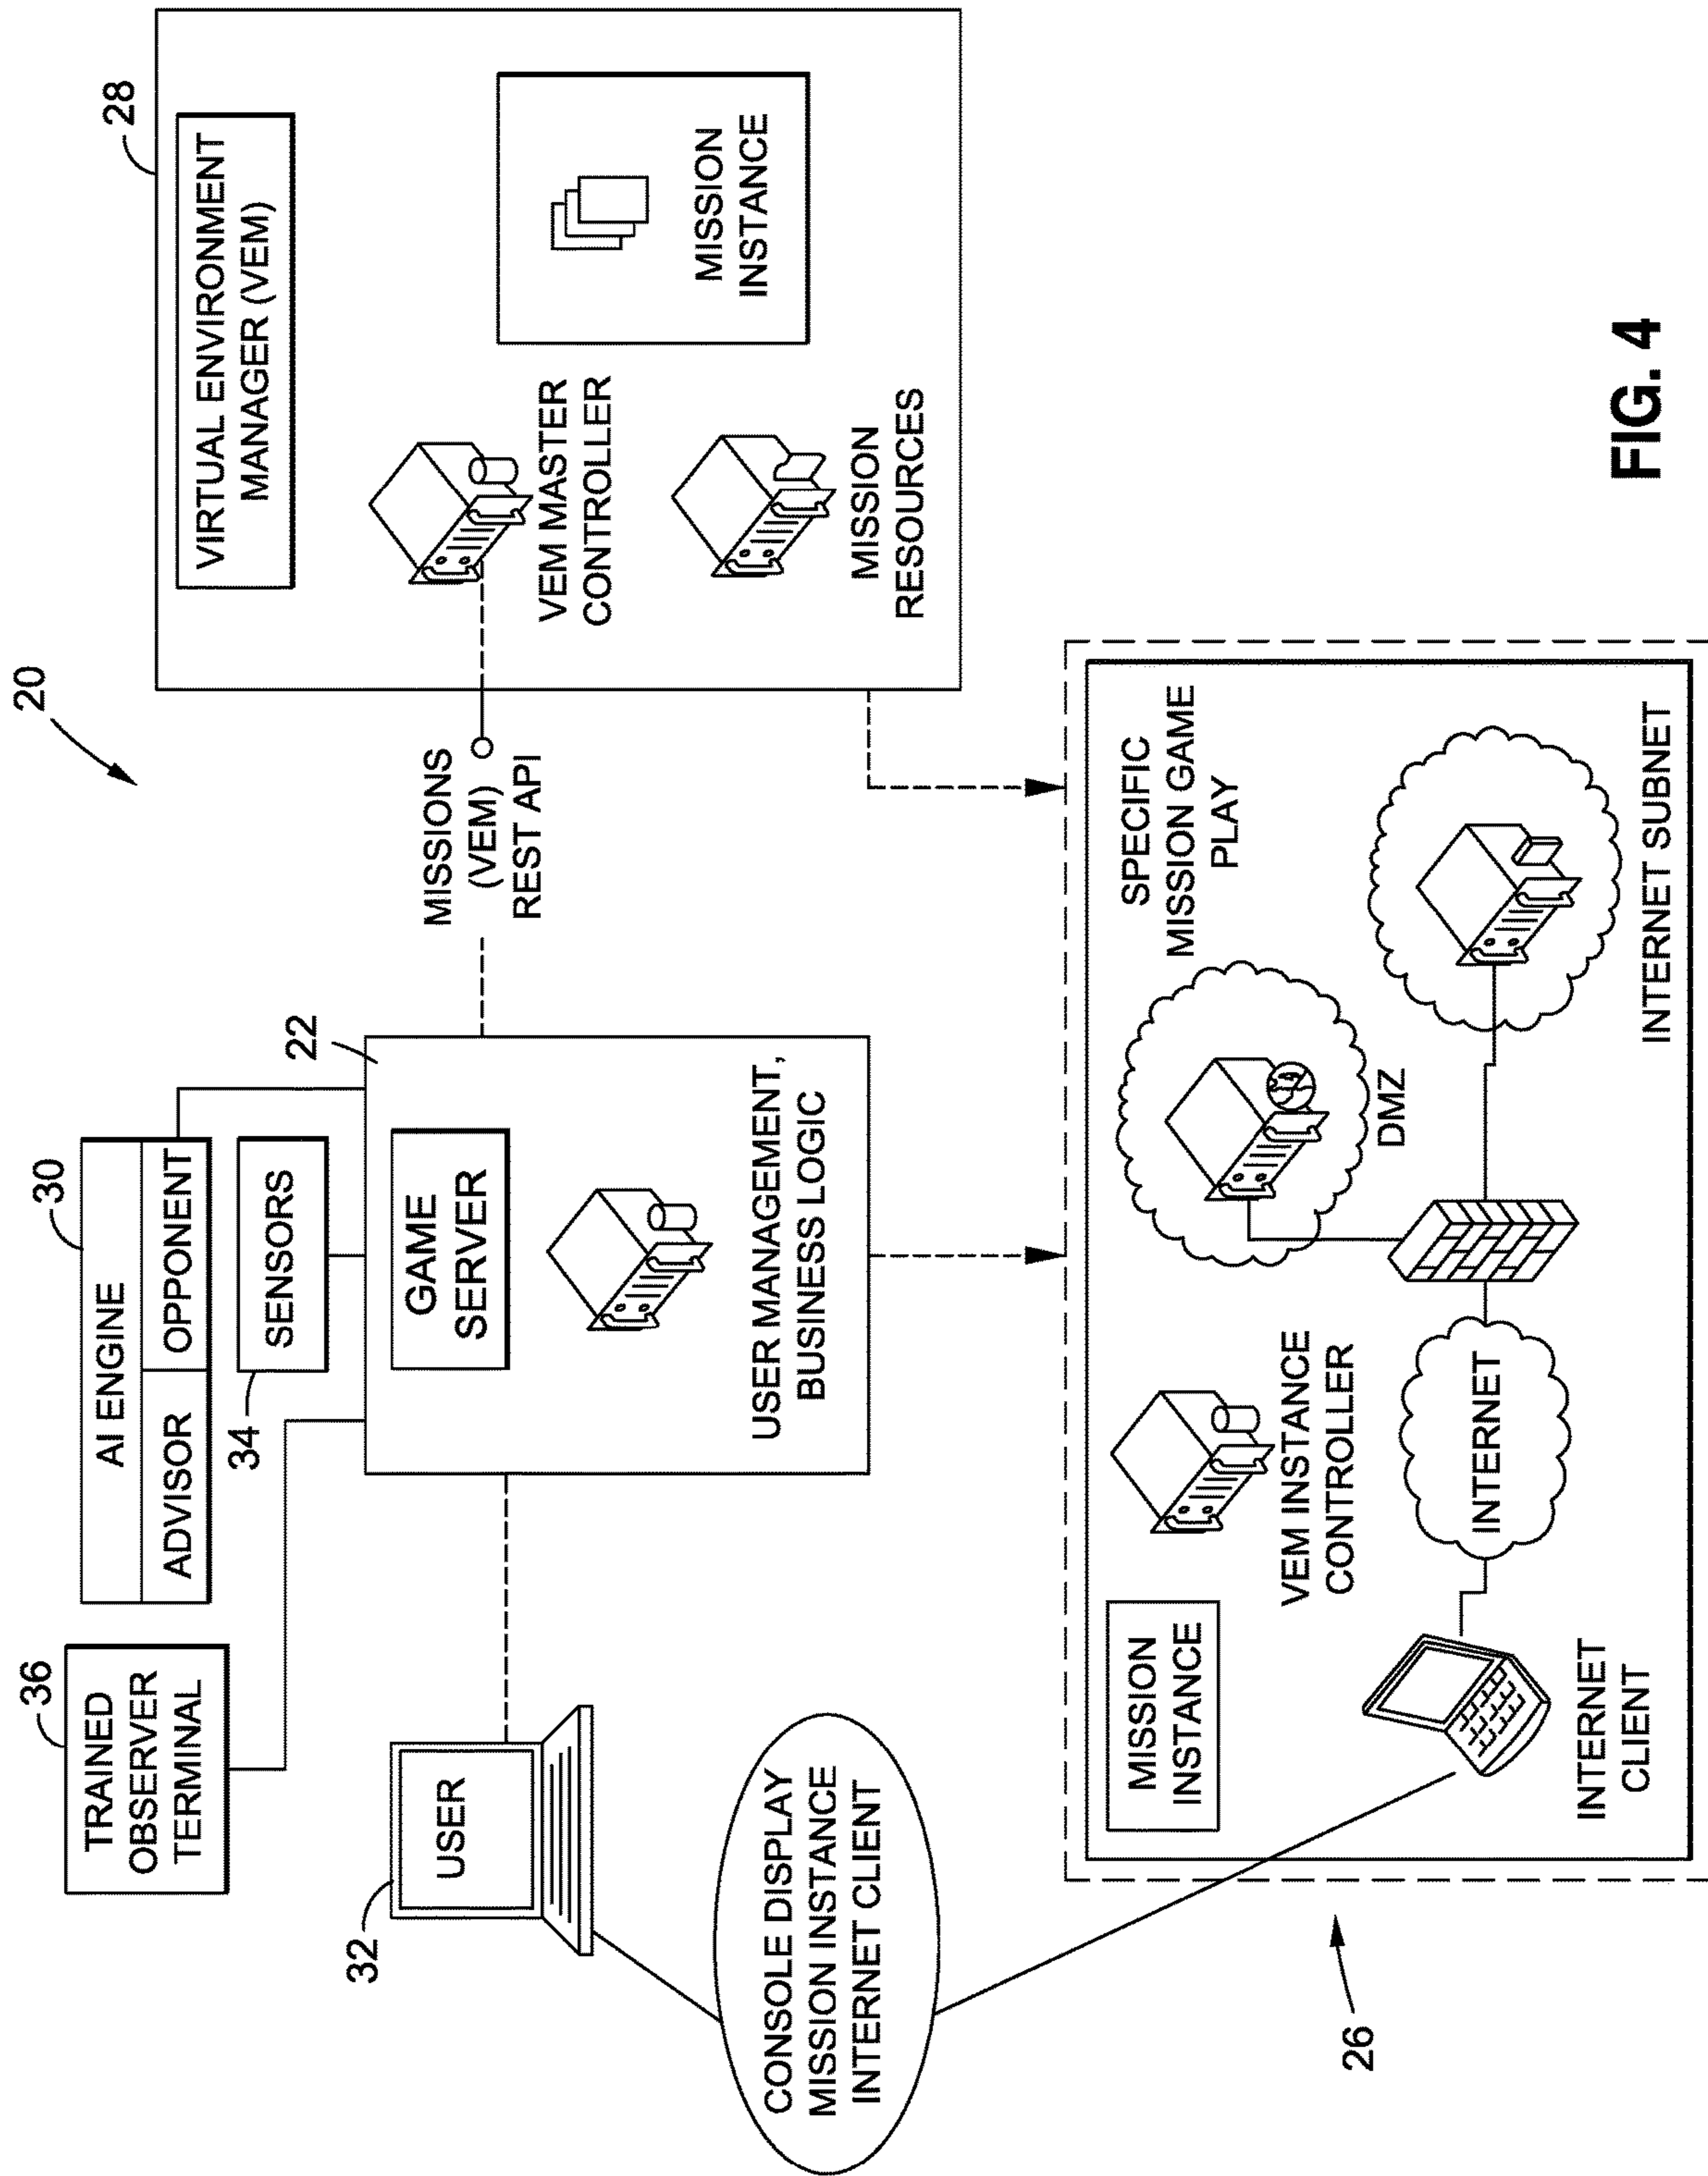 20
36
TRAINED
OBSERVER
TERMINAL
30
AI ENGINE
ADVISOR
OPPONENT
34
SENSORS
28
VIRTUAL ENVIRONMENT
MANAGER (VEM)
32
USER
22
GAME
SERVER
USER MANAGEMENT,
BUSINESS LOGIC
MISSIONS
(VEM)
REST API
VEM MASTER
CONTROLLER
MISSION
INSTANCE
MISSION
RESOURCES
CONSOLE DISPLAY
MISSION INSTANCE
INTERNET CLIENT
26
MISSION
INSTANCE
VEM INSTANCE
CONTROLLER
DMZ
SPECIFIC
MISSION GAME
PLAY
INTERNET
CLIENT
INTERNET
INTERNET SUBNET
FIG. 4